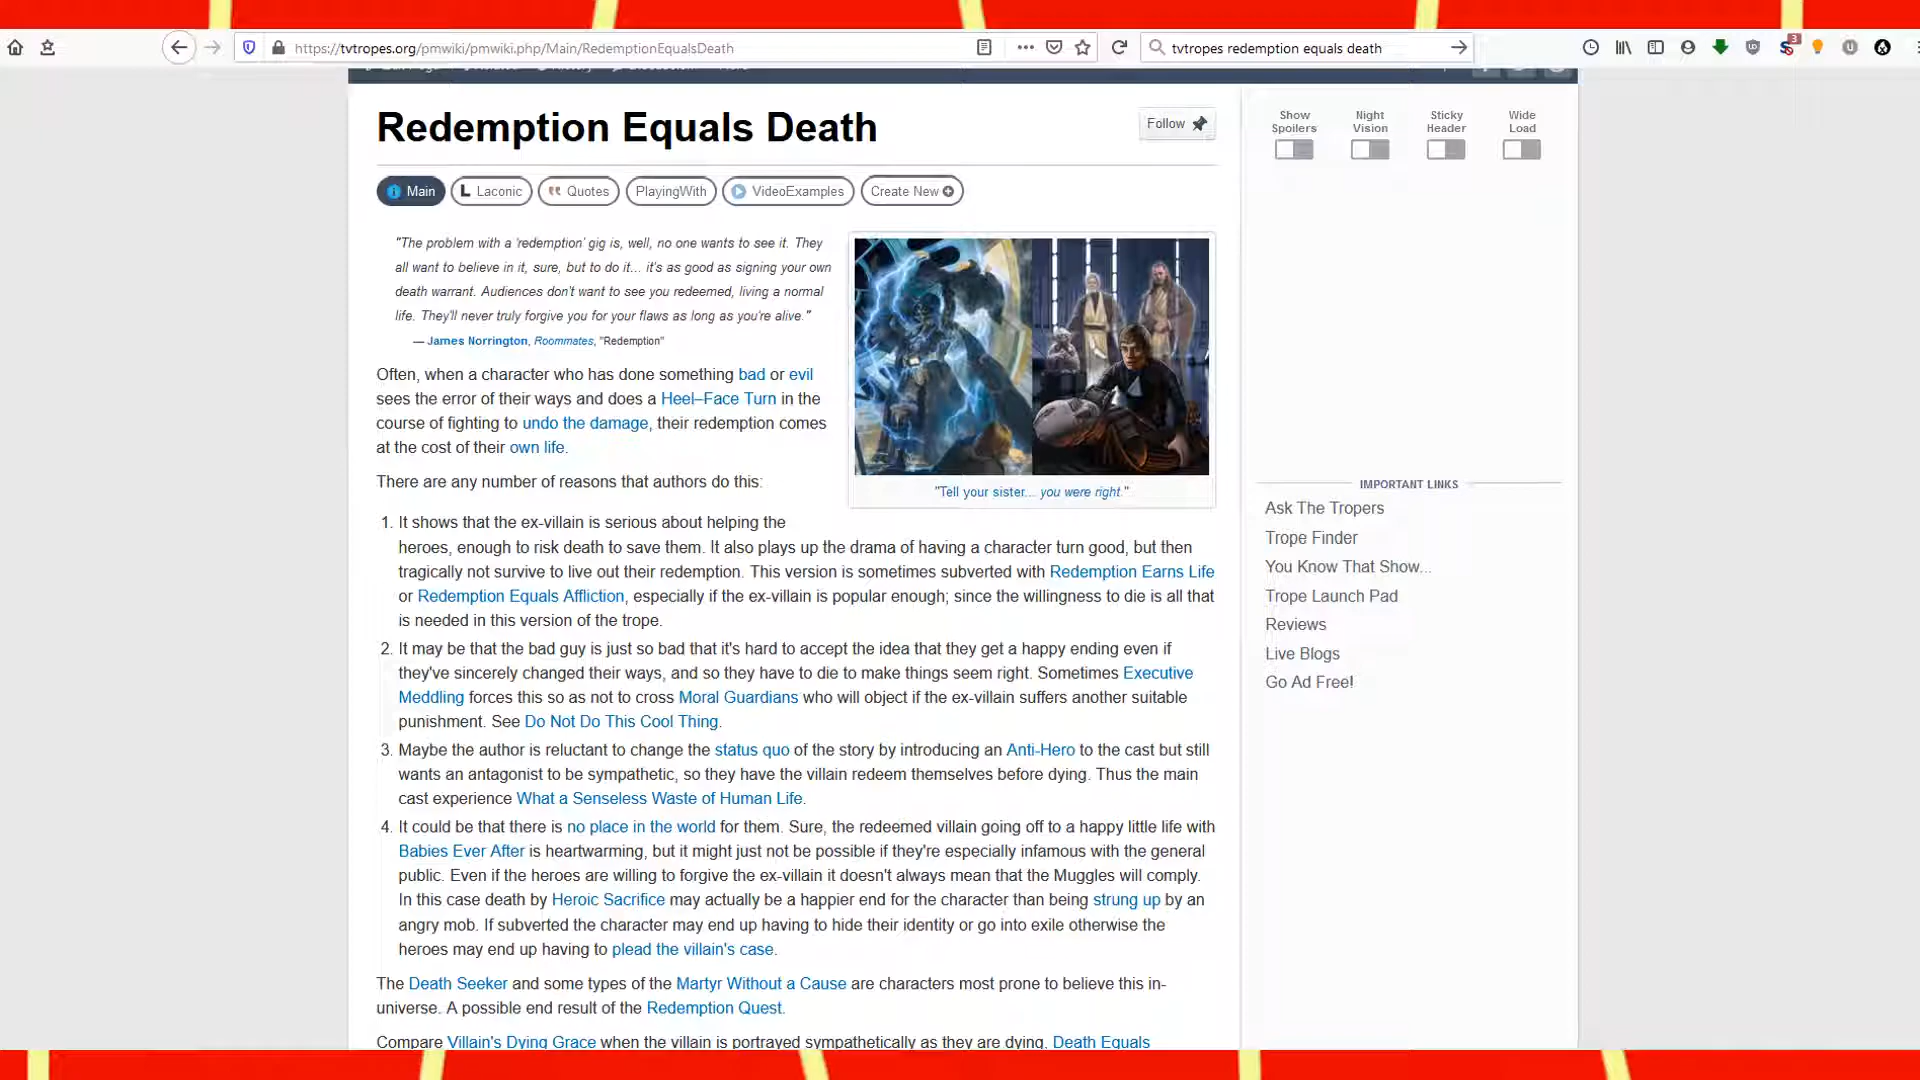 https://tvtropes.org/pmwiki/pmwiki.php/Main/RedemptionEqualsDeath
tvtropes redemption equals death
3
Redemption Equals Death
Follow
Main
Laconic
Quotes
PlayingWith
VideoExamples
Create New
Show Spoilers
Night Vision
Sticky Header
Wide Load
"The problem with a 'redemption' gig is, well, no one wants to see it. They
all want to believe in it, sure, but to do it... it's as good as signing your own
death warrant. Audiences don't want to see you redeemed, living a normal
life. They'll never truly forgive you for your flaws as long as you're alive."
— James Norrington, Roommates, "Redemption"
"Tell your sister... you were right."
Often, when a character who has done something bad or evil
sees the error of their ways and does a Heel–Face Turn in the
course of fighting to undo the damage, their redemption comes
at the cost of their own life.
There are any number of reasons that authors do this:
1. It shows that the ex-villain is serious about helping the
heroes, enough to risk death to save them. It also plays up the drama of having a character turn good, but then
tragically not survive to live out their redemption. This version is sometimes subverted with Redemption Earns Life
or Redemption Equals Affliction, especially if the ex-villain is popular enough; since the willingness to die is all that
is needed in this version of the trope.
2. It may be that the bad guy is just so bad that it's hard to accept the idea that they get a happy ending even if
they've sincerely changed their ways, and so they have to die to make things seem right. Sometimes Executive
Meddling forces this so as not to cross Moral Guardians who will object if the ex-villain suffers another suitable
punishment. See Do Not Do This Cool Thing.
3. Maybe the author is reluctant to change the status quo of the story by introducing an Anti-Hero to the cast but still
wants an antagonist to be sympathetic, so they have the villain redeem themselves before dying. Thus the main
cast experience What a Senseless Waste of Human Life.
4. It could be that there is no place in the world for them. Sure, the redeemed villain going off to a happy little life with
Babies Ever After is heartwarming, but it might just not be possible if they're especially infamous with the general
public. Even if the heroes are willing to forgive the ex-villain it doesn't always mean that the Muggles will comply.
In this case death by Heroic Sacrifice may actually be a happier end for the character than being strung up by an
angry mob. If subverted the character may end up having to hide their identity or go into exile otherwise the
heroes may end up having to plead the villain's case.
The Death Seeker and some types of the Martyr Without a Cause are characters most prone to believe this in-
universe. A possible end result of the Redemption Quest.
Compare Villain's Dying Grace when the villain is portrayed sympathetically as they are dying, Death Equals
IMPORTANT LINKS
Ask The Tropers
Trope Finder
You Know That Show...
Trope Launch Pad
Reviews
Live Blogs
Go Ad Free!